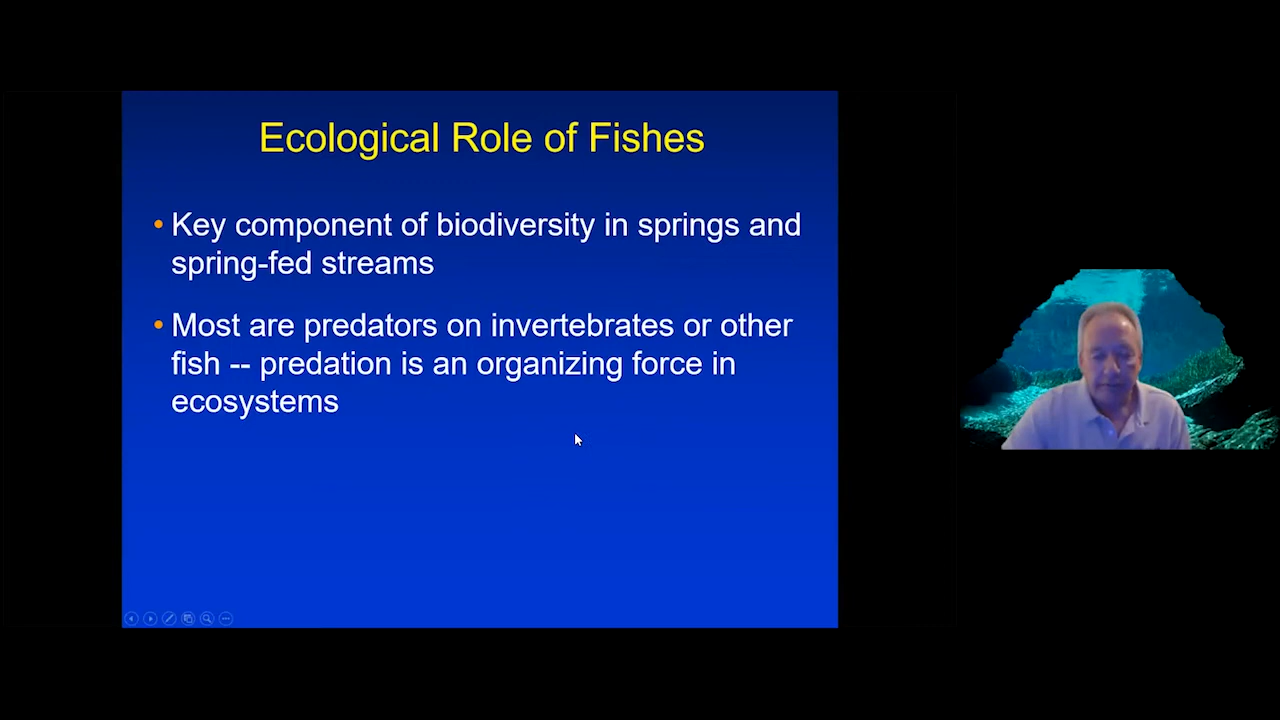 Ecological Role of Fishes
• Key component of biodiversity in springs and
spring-fed streams
• Most are predators on invertebrates or other
fish -- predation is an organizing force in
ecosystems